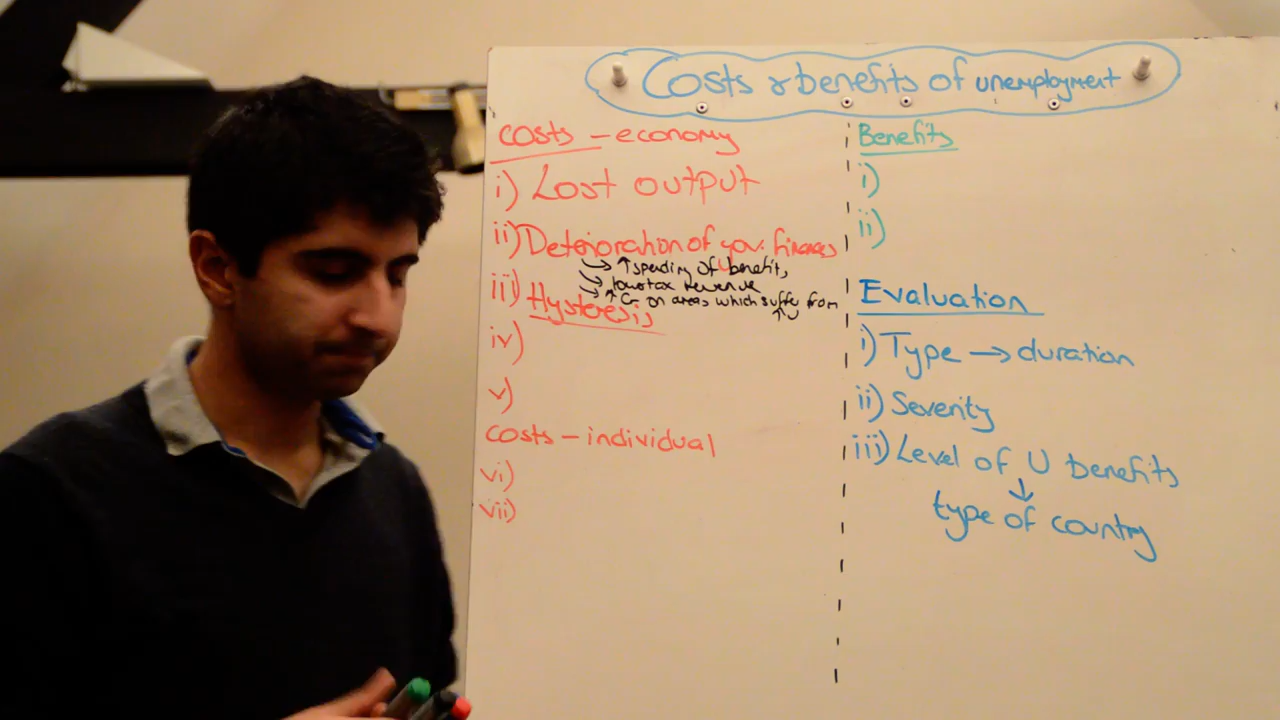 Costs & benefits of unemployment
costs - economy
i) Lost output
ii) Deterioration of gov. finances
→ ↑ spending of benefits
→ low tax revenue
→ ↑ G on areas which suffer from
↑ U
iii) Hysteresis
iv)
v)
costs - individual
vi)
vii)
Benefits
i)
ii)
Evaluation
i) Type → duration
ii) Severity
iii) Level of U benefits
↓
type of country